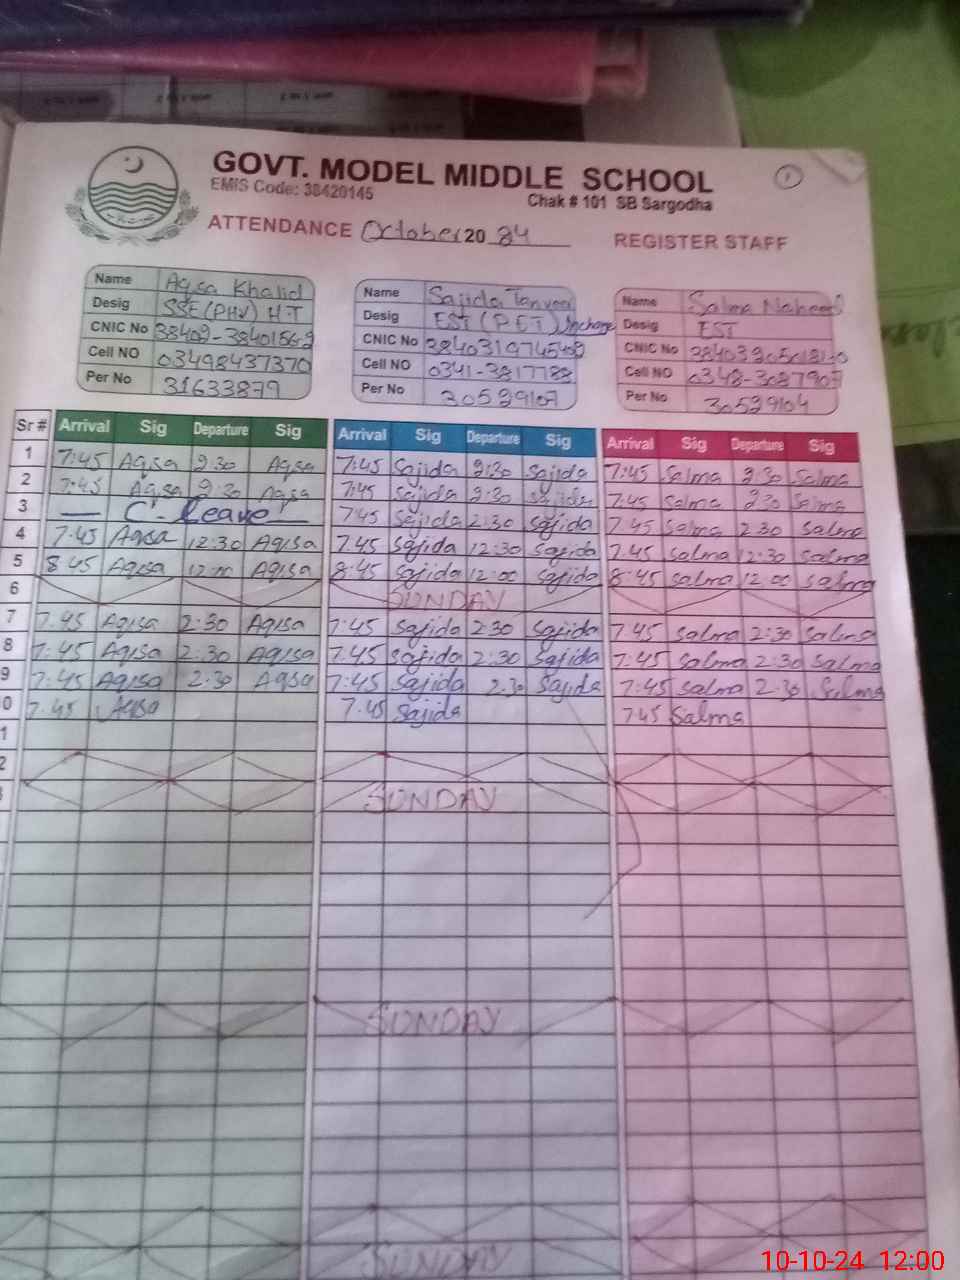 GOVT. MODEL MIDDLE SCHOOL
1
EMIS Code: 38420145
Chak # 101 SB Sargodha
ATTENDANCE October 20 24 REGISTER STAFF
Name Aqsa Khalid
Desig SSE (PHY) H.T
CNIC No
Cell NO 03498437370
Per No 31633879
Name Sajida Tanveer
Desig EST (P.E.T) Incharge
CNIC No
Cell NO 0341-3817788
Per No 30529107
Name Salma Naheed
Desig EST
CNIC No
Cell NO 0348-3087907
Per No 30529104
Sr # Arrival Sig Departure Sig Arrival Sig Departure Sig Arrival Sig Departure Sig
1 7:45 Aqsa 2:30 Aqsa 7:45 Sajida 2:30 Sajida 7:45 Salma 2:30 Salma
2 7:45 Aqsa 2:30 Aqsa 7:45 Sajida 2:30 Sajida 7:45 Salma 2:30 Salma
3 — C-Leave — 7:45 Sajida 2:30 Sajida 7:45 Salma 2:30 Salma
4 7:45 Aqsa 12:30 Aqsa 7:45 Sajida 12:30 Sajida 7:45 Salma 12:30 Salma
5 8:45 Aqsa 12:00 Aqsa 8:45 Sajida 12:00 Sajida 8:45 Salma 12:00 Salma
6 SUNDAY
7 7:45 Aqsa 2:30 Aqsa 7:45 Sajida 2:30 Sajida 7:45 Salma 2:30 Salma
8 7:45 Aqsa 2:30 Aqsa 7:45 Sajida 2:30 Sajida 7:45 Salma 2:30 Salma
9 7:45 Aqsa 2:30 Aqsa 7:45 Sajida 2:30 Sajida 7:45 Salma 2:30 Salma
0 7:45 Aqsa 7:45 Sajida 7:45 Salma
1
2
SUNDAY
SUNDAY
SUNDAY
10-10-24 12:00